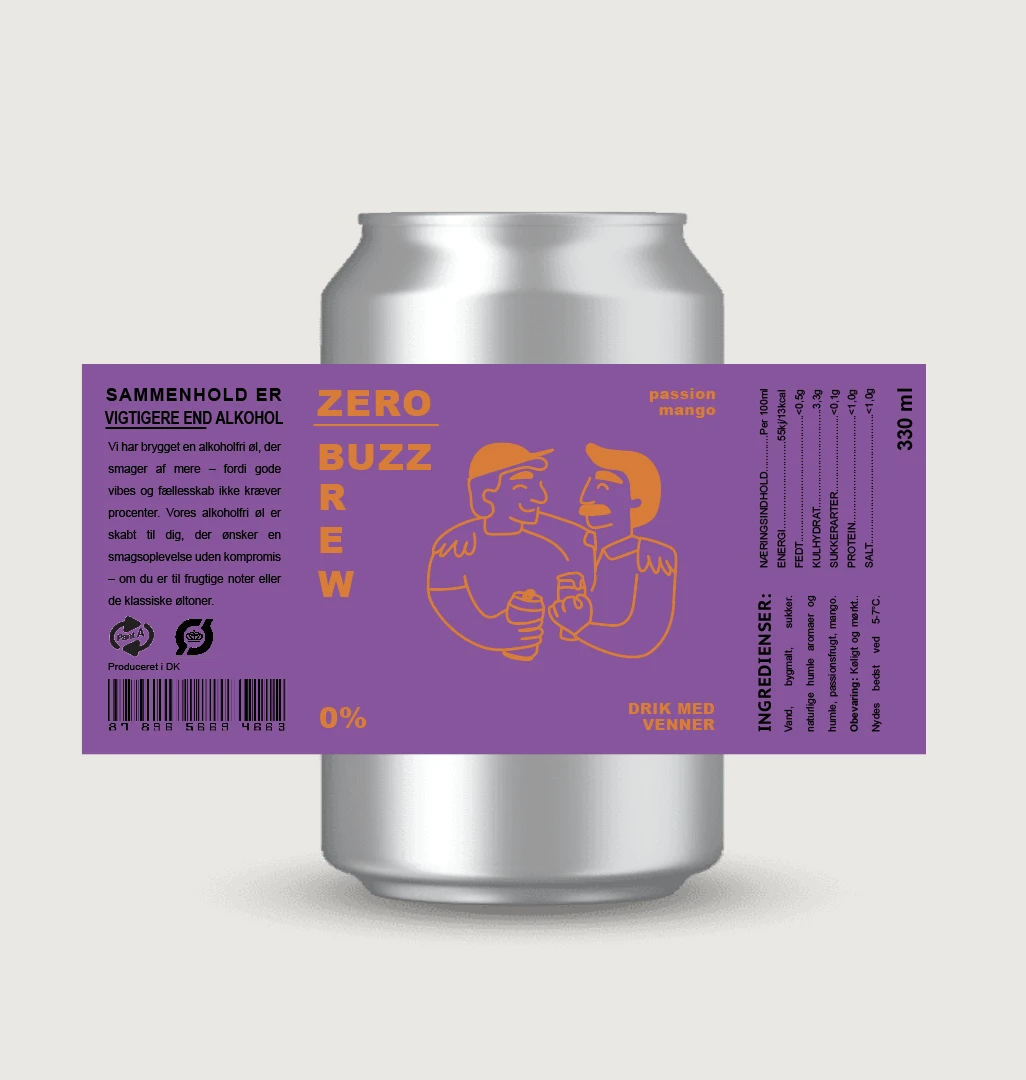 SAMMENHOLD ER
VIGTIGERE END ALKOHOL
Vi har brygget en alkoholfri øl, der
smager af mere – fordi gode
vibes og fællesskab ikke kræver
procenter. Vores alkoholfri øl er
skabt til dig, der ønsker en
smagsoplevelse uden kompromis
– om du er til frugtige noter eller
de klassiske øltoner.
Pant A
Ø
Produceret i DK
87 896 5669 4663
ZERO
BUZZ
R
E
W
0%
passion
mango
DRIK MED
VENNER
NÆRINGSINDHOLD..........Per 100ml
ENERGI..........55kj/13kcal
FEDT..........<0,5g
KULHYDRAT..........3,3g
SUKKERARTER..........<0,1g
PROTEIN..........<1,0g
SALT..........<1,0g
INGREDIENSER:
Vand, bygmalt, sukker.
naturlige humle aromaer og
humle, passionsfrugt, mango.
Obevaring: Køligt og mørkt.
Nydes bedst ved 5-7°C.
330 ml